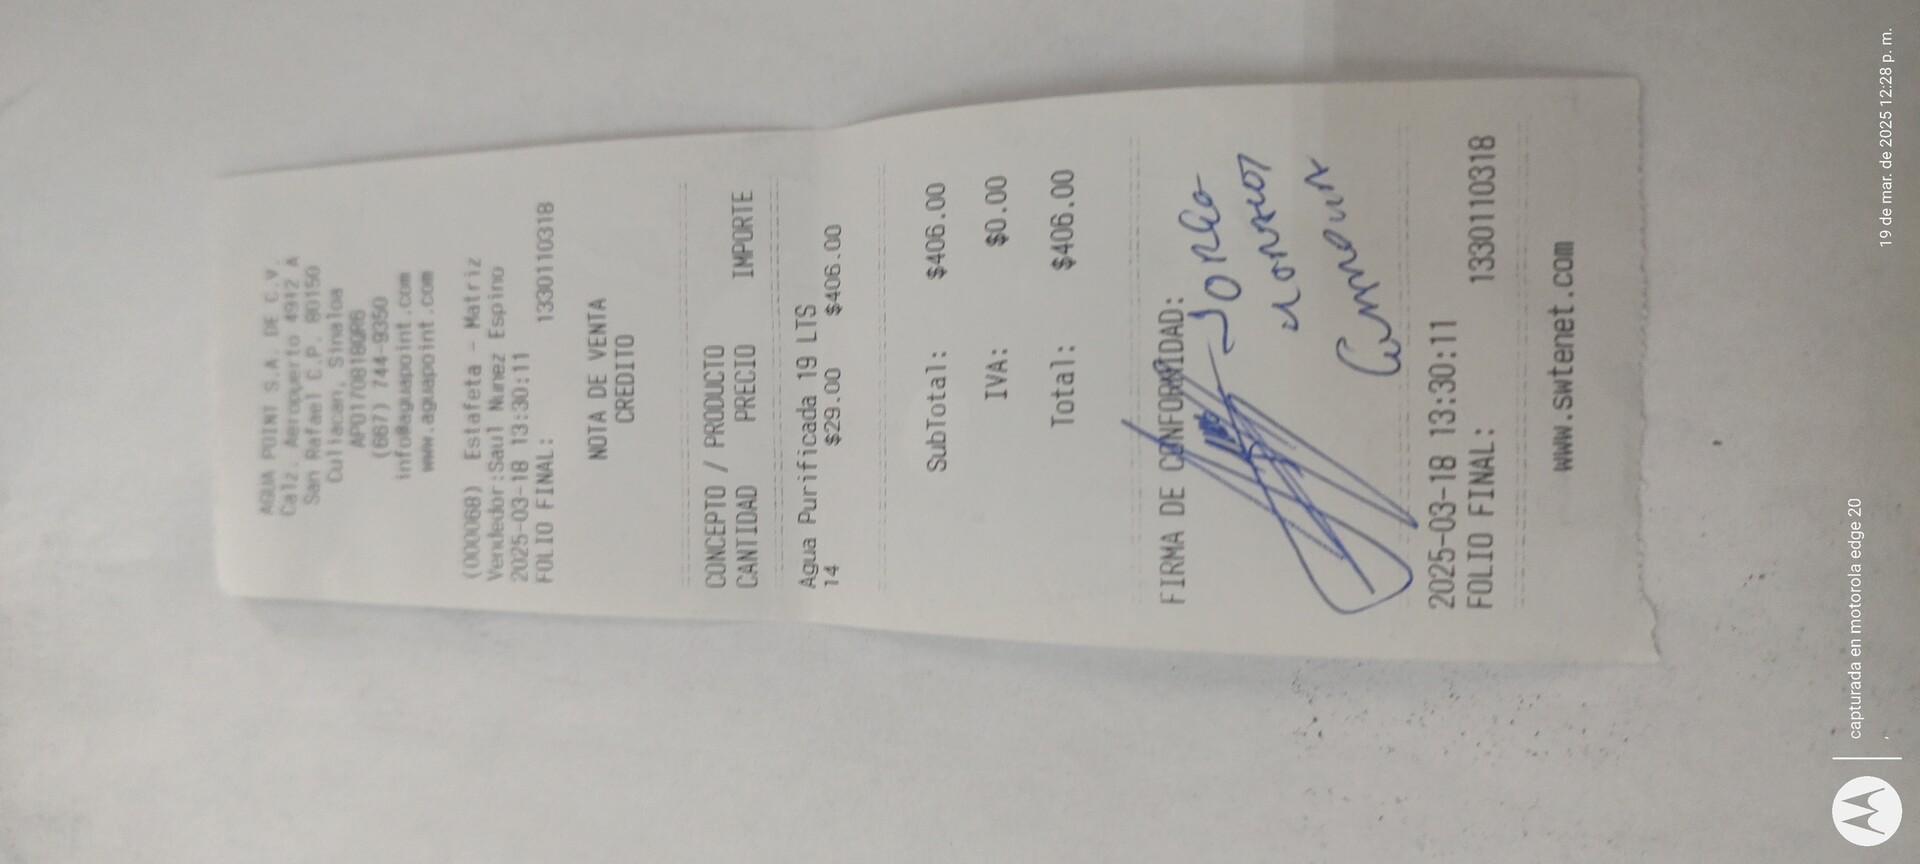 AGUA POINT S.A. DE C.V.
Calz. Aeropuerto 4912 A
San Rafael C.P. 80150
Culiacan, Sinaloa
(667) 744-9350
info@aguapoint.com
www.aguapoint.com
(000068) Estafeta - Matriz
Vendedor:Saul Nunez Espino
2025-03-18 13:30:11
FOLIO FINAL: 1330110318
NOTA DE VENTA
CREDITO
CONCEPTO / PRODUCTO
CANTIDAD PRECIO IMPORTE
Agua Purificada 19 LTS
14 $29.00 $406.00
SubTotal: $406.00
IVA: $0.00
Total: $406.00
FIRMA DE CONFORMIDAD:
Jorge
2025-03-18 13:30:11
FOLIO FINAL: 1330110318
www.swtenet.com
capturada en motorola edge 20
19 de mar. de 2025 12:28 p. m.